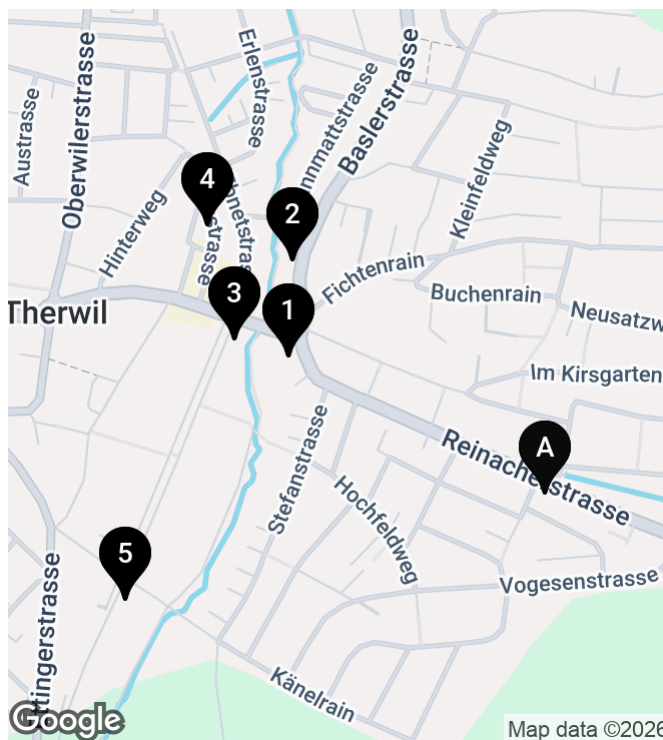 Erlenstrasse
Baslerstrasse
Oberwilerstrasse
Austrasse
Kleinfeldweg
4
Hinterweg
2
Fichtenrain
Buchenrain
3
1
Therwil
Neusatzw
Im Kirsgarten
A
Reinacherstrasse
Stefanstrasse
Hochfeldweg
5
Vogesenstrasse
Känelrain
Google
Map data ©2026